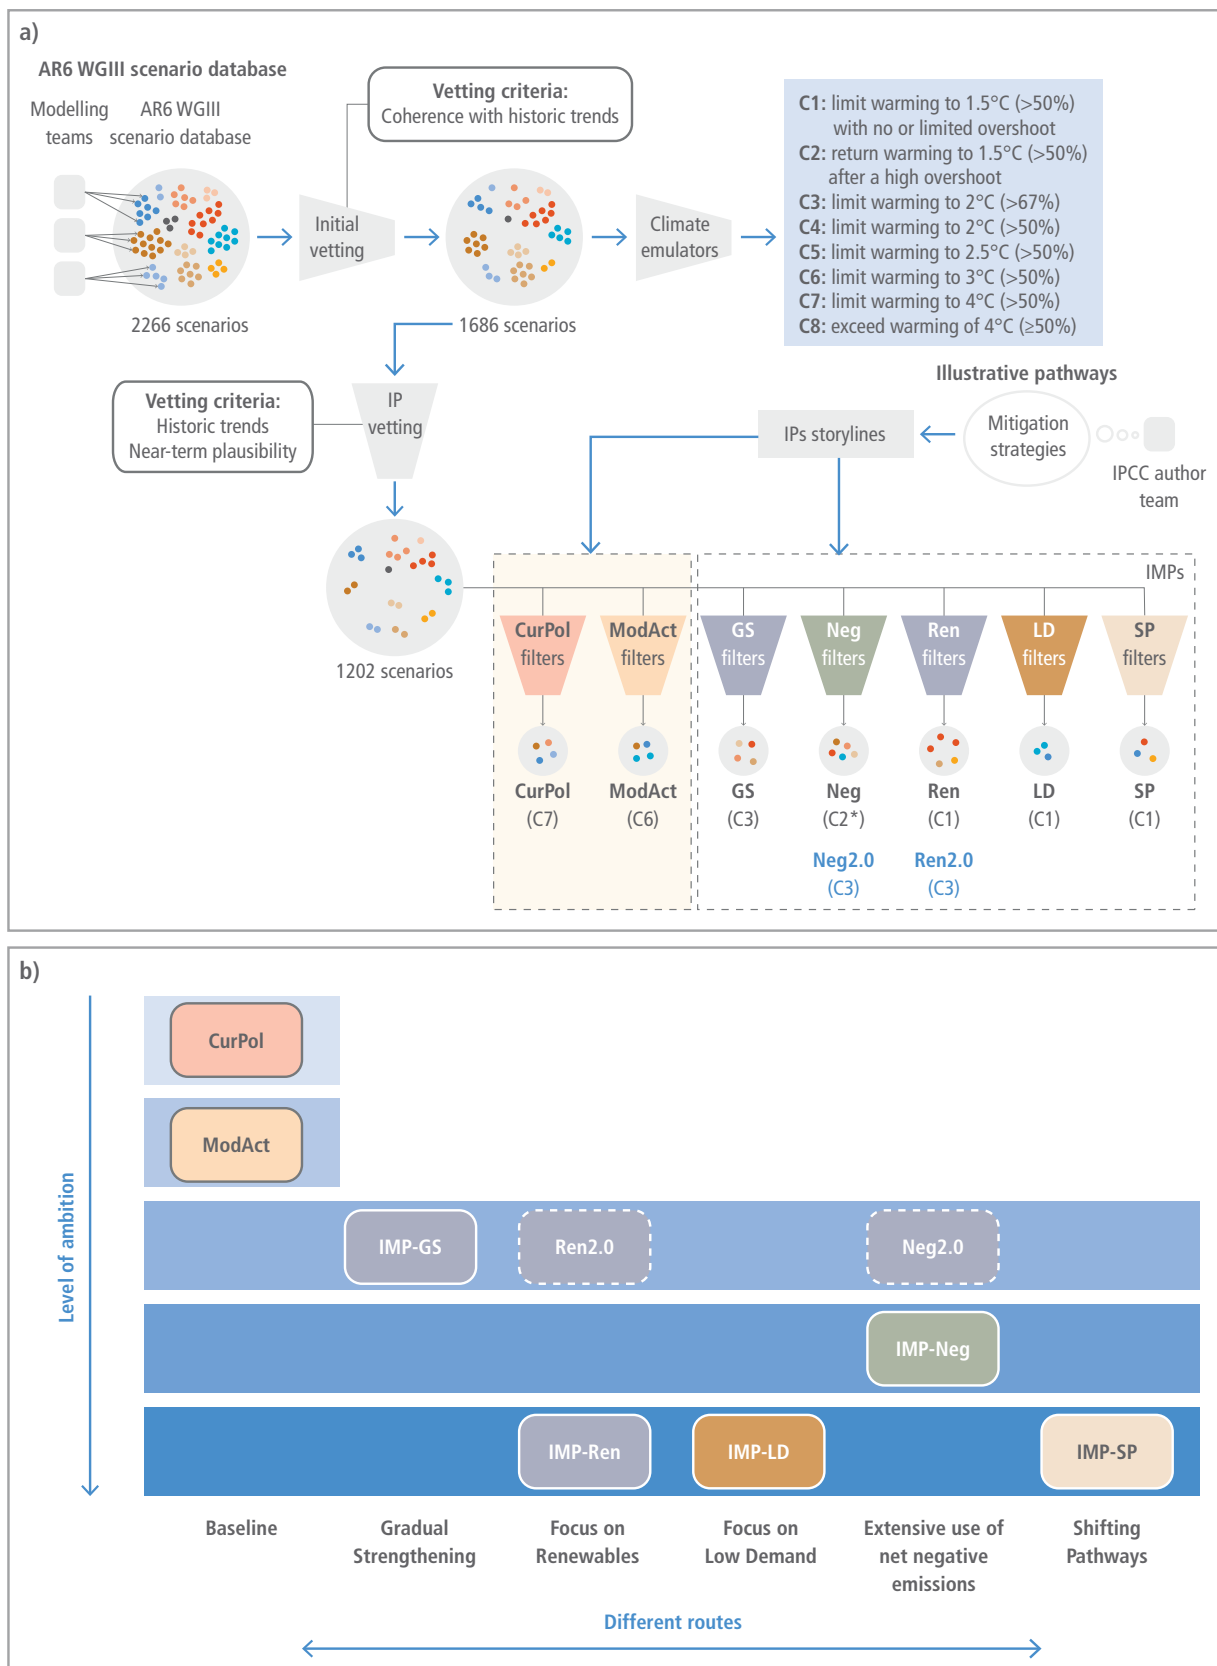 a)
AR6 WGIII scenario database
Modelling
teams
AR6 WGIII
scenario database
2266 scenarios
Initial
vetting
Vetting criteria:
Coherence with historic trends
1686 scenarios
Climate
emulators
C1: limit warming to 1.5°C (>50%)
with no or limited overshoot
C2: return warming to 1.5°C (>50%)
after a high overshoot
C3: limit warming to 2°C (>67%)
C4: limit warming to 2°C (>50%)
C5: limit warming to 2.5°C (>50%)
C6: limit warming to 3°C (>50%)
C7: limit warming to 4°C (>50%)
C8: exceed warming of 4°C (≥50%)
Vetting criteria:
Historic trends
Near-term plausibility
IP
vetting
1202 scenarios
Illustrative pathways
IPs storylines
Mitigation
strategies
IPCC author
team
IMPs
CurPol
filters
ModAct
filters
GS
filters
Neg
filters
Ren
filters
LD
filters
SP
filters
CurPol
(C7)
ModAct
(C6)
GS
(C3)
Neg
(C2*)
Ren
(C1)
LD
(C1)
SP
(C1)
Neg2.0
(C3)
Ren2.0
(C3)
b)
Level of ambition
CurPol
ModAct
IMP-GS
Ren2.0
Neg2.0
IMP-Neg
IMP-Ren
IMP-LD
IMP-SP
Baseline
Gradual
Strengthening
Focus on
Renewables
Focus on
Low Demand
Extensive use of
net negative
emissions
Shifting
Pathways
Different routes